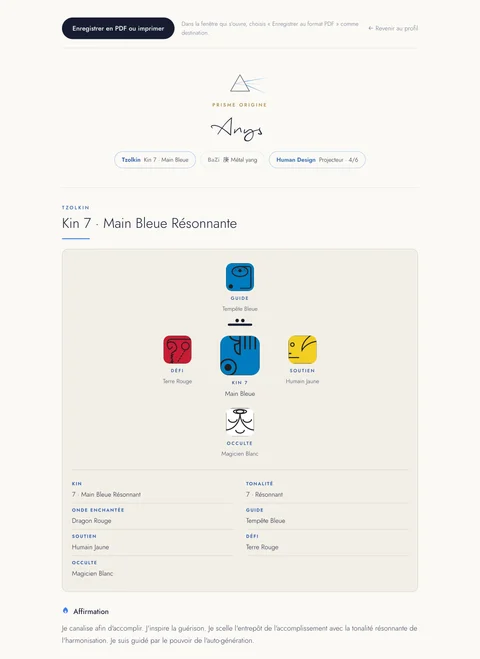 Enregistrer en PDF ou imprimer
Dans la fenêtre qui s'ouvre, choisis « Enregistrer au format PDF » comme
destination.
← Revenir au profil
PRISME ORIGINE
Anys
Tzolkin Kin 7 · Main Bleue
BaZi 庚 Métal yang
Human Design Projecteur · 4/6
TZOLKIN
Kin 7 · Main Bleue Résonnante
GUIDE
Tempête Bleue
DÉFI
Terre Rouge
KIN 7
Main Bleue
SOUTIEN
Humain Jaune
OCCULTE
Magicien Blanc
KIN
7 · Main Bleue Résonnant
TONALITÉ
7 · Résonnant
ONDE ENCHANTÉE
Dragon Rouge
GUIDE
Tempête Bleue
SOUTIEN
Humain Jaune
DÉFI
Terre Rouge
OCCULTE
Magicien Blanc
Affirmation
Je canalise afin d'accomplir. J'inspire la guérison. Je scelle l'entrepôt de l'accomplissement avec la tonalité résonnante de
l'harmonisation. Je suis guidé par le pouvoir de l'auto-génération.